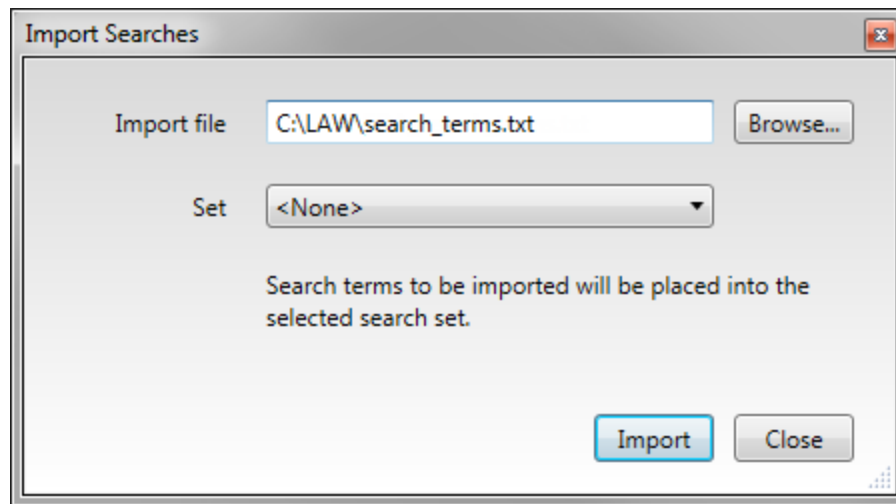 Import Searches
Import file
C:\LAW\search_terms.txt
Browse...
Set
<None>
Search terms to be imported will be placed into the
selected search set.
Import
Close